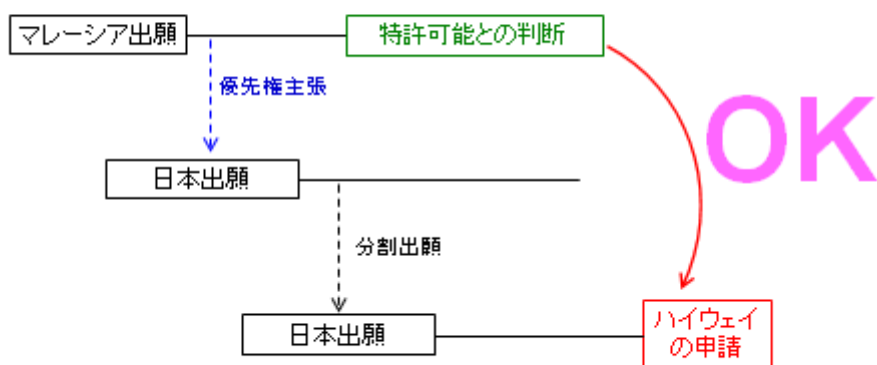 マレーシア出願
特許可能との判断
優先権主張
OK
日本出願
分割出願
日本出願
ハイウェイ
の申請